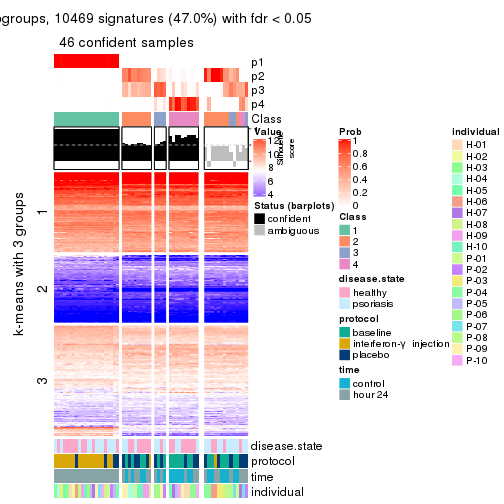 ogroups, 10469 signatures (47.0%) with fdr < 0.05
46 confident samples
p1
p2
p3
p4
Class
k-means with 3 groups
1
2
3
disease.state
protocol
time
individual
Value
12
10
8
6
4
score
Status (barplots)
confident
ambiguous
Prob
1
0.8
0.6
0.4
0.2
0
Class
1
2
3
4
disease.state
healthy
psoriasis
protocol
baseline
interferon-γ injection
placebo
time
control
hour 24
individual
H-01
H-02
H-03
H-04
H-05
H-06
H-07
H-08
H-09
H-10
P-01
P-02
P-03
P-04
P-05
P-06
P-07
P-08
P-09
P-10